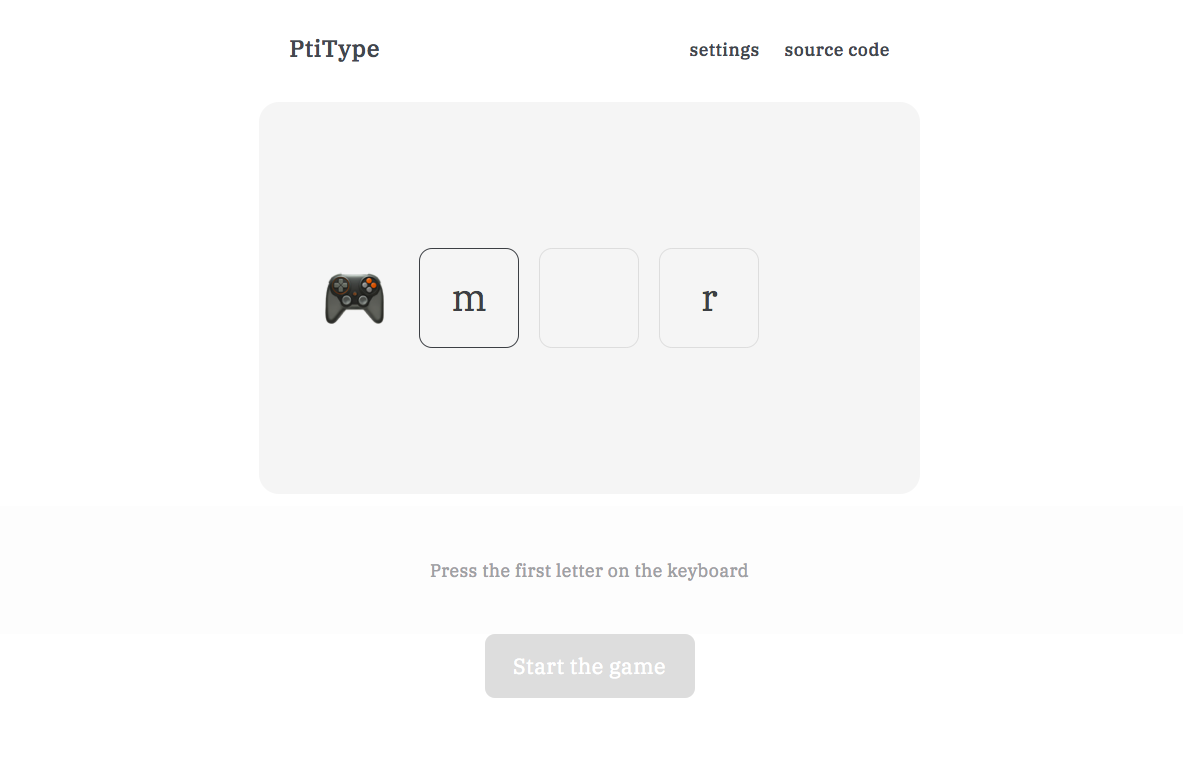 PtiType settings source code
m r
Press the first letter on the keyboard
Start the game